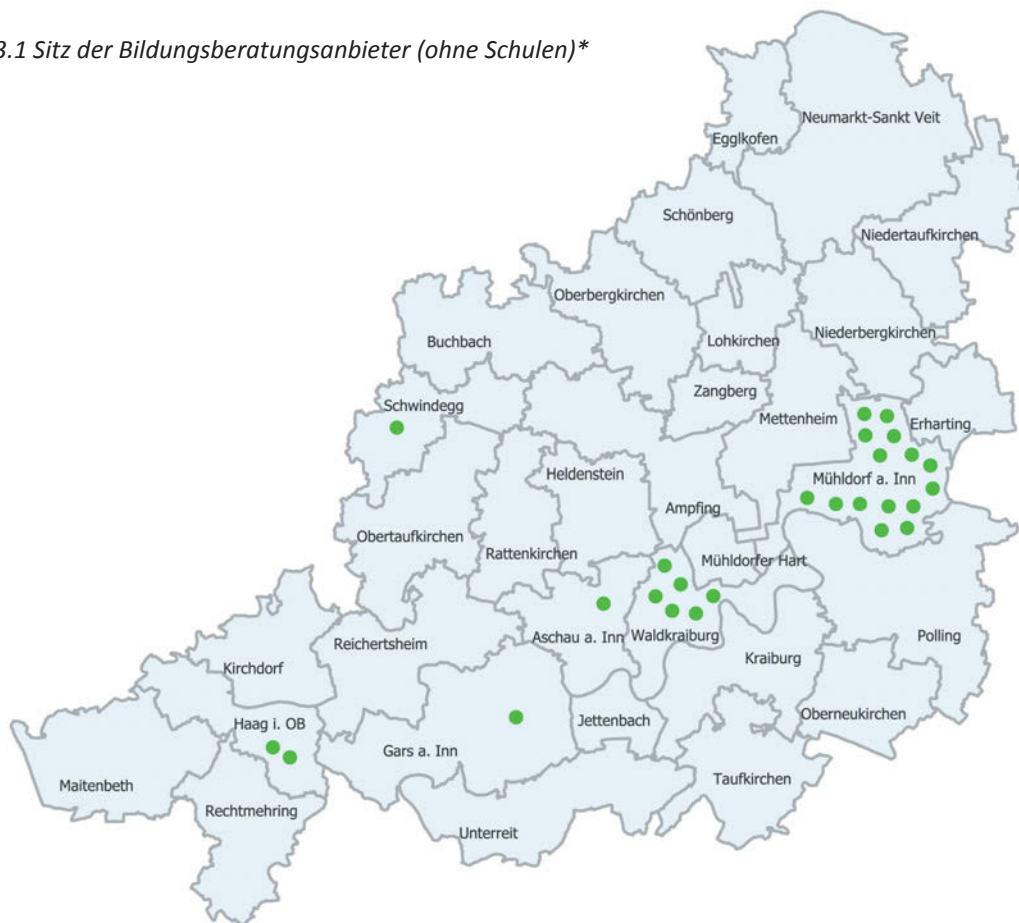 3.1 Sitz der Bildungsberatungsanbieter (ohne Schulen)*
Neumarkt-Sankt Veit
Egglkofen
Schönberg
Niedertaufkirchen
Oberbergkirchen
Niederbergkirchen
Lohkirchen
Buchbach
Zangberg
Schwindegg
Mettenheim
Erharting
Heldenstein
Mühldorf a. Inn
Ampfing
Obertaufkirchen
Rattenkirchen
Mühldorfer Hart
Reichertsheim
Aschau a. Inn
Waldkraiburg
Polling
Kirchdorf
Kraiburg
Haag i. OB
Jettenbach
Oberneukirchen
Gars a. Inn
Maitenbeth
Taufkirchen
Rechtmehring
Unterreit